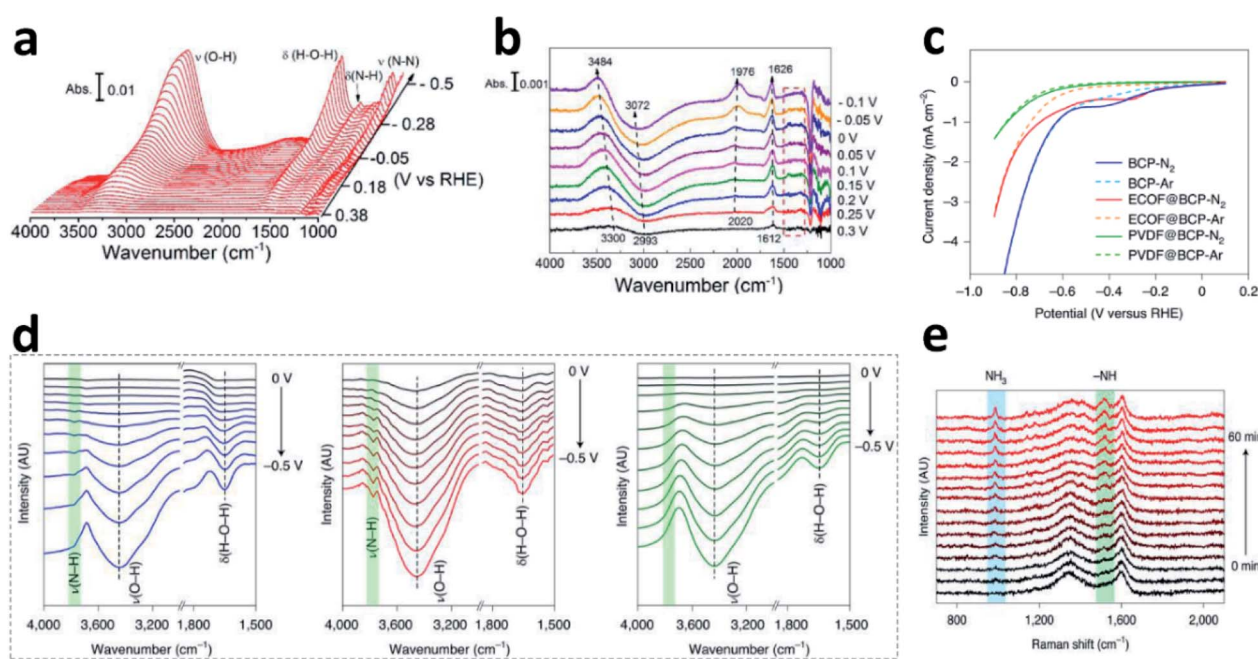 a
Abs. 0.01
ν (O-H)
δ (H-O-H)
δ(N-H)
ν (N-N)
- 0.5
- 0.28
-0.05
0.18
0.38
(V vs RHE)
4000 3500 3000 2500 2000 1500 1000
Wavenumber (cm⁻¹)
b
Abs. 0.001
3484
3072
1976
1626
- 0.1 V
- 0.05 V
0 V
0.05 V
0.1 V
0.15 V
0.2 V
0.25 V
0.3 V
3300
2993
2020
1612
4000 3500 3000 2500 2000 1500 1000
Wavenumber (cm⁻¹)
c
Current density (mA cm⁻²)
0
−1
−2
−3
−4
BCP-N₂
BCP-Ar
ECOF@BCP-N₂
ECOF@BCP-Ar
PVDF@BCP-N₂
PVDF@BCP-Ar
−1.0 −0.8 −0.6 −0.4 −0.2 0 0.2
Potential (V versus RHE)
d
Intensity (AU)
0 V
−0.5 V
ν(N–H)
ν(O–H)
δ(H–O–H)
4,000 3,600 3,200 1,800 1,500
Wavenumber (cm⁻¹)
Intensity (AU)
0 V
−0.5 V
ν(N–H)
ν(O–H)
δ(H–O–H)
4,000 3,600 3,200 1,800 1,500
Wavenumber (cm⁻¹)
Intensity (AU)
0 V
−0.5 V
ν(O–H)
δ(H–O–H)
4,000 3,600 3,200 1,800 1,500
Wavenumber (cm⁻¹)
e
NH₃
–NH
Intensity (AU)
60 min
0 min
800 1,200 1,600 2,000
Raman shift (cm⁻¹)